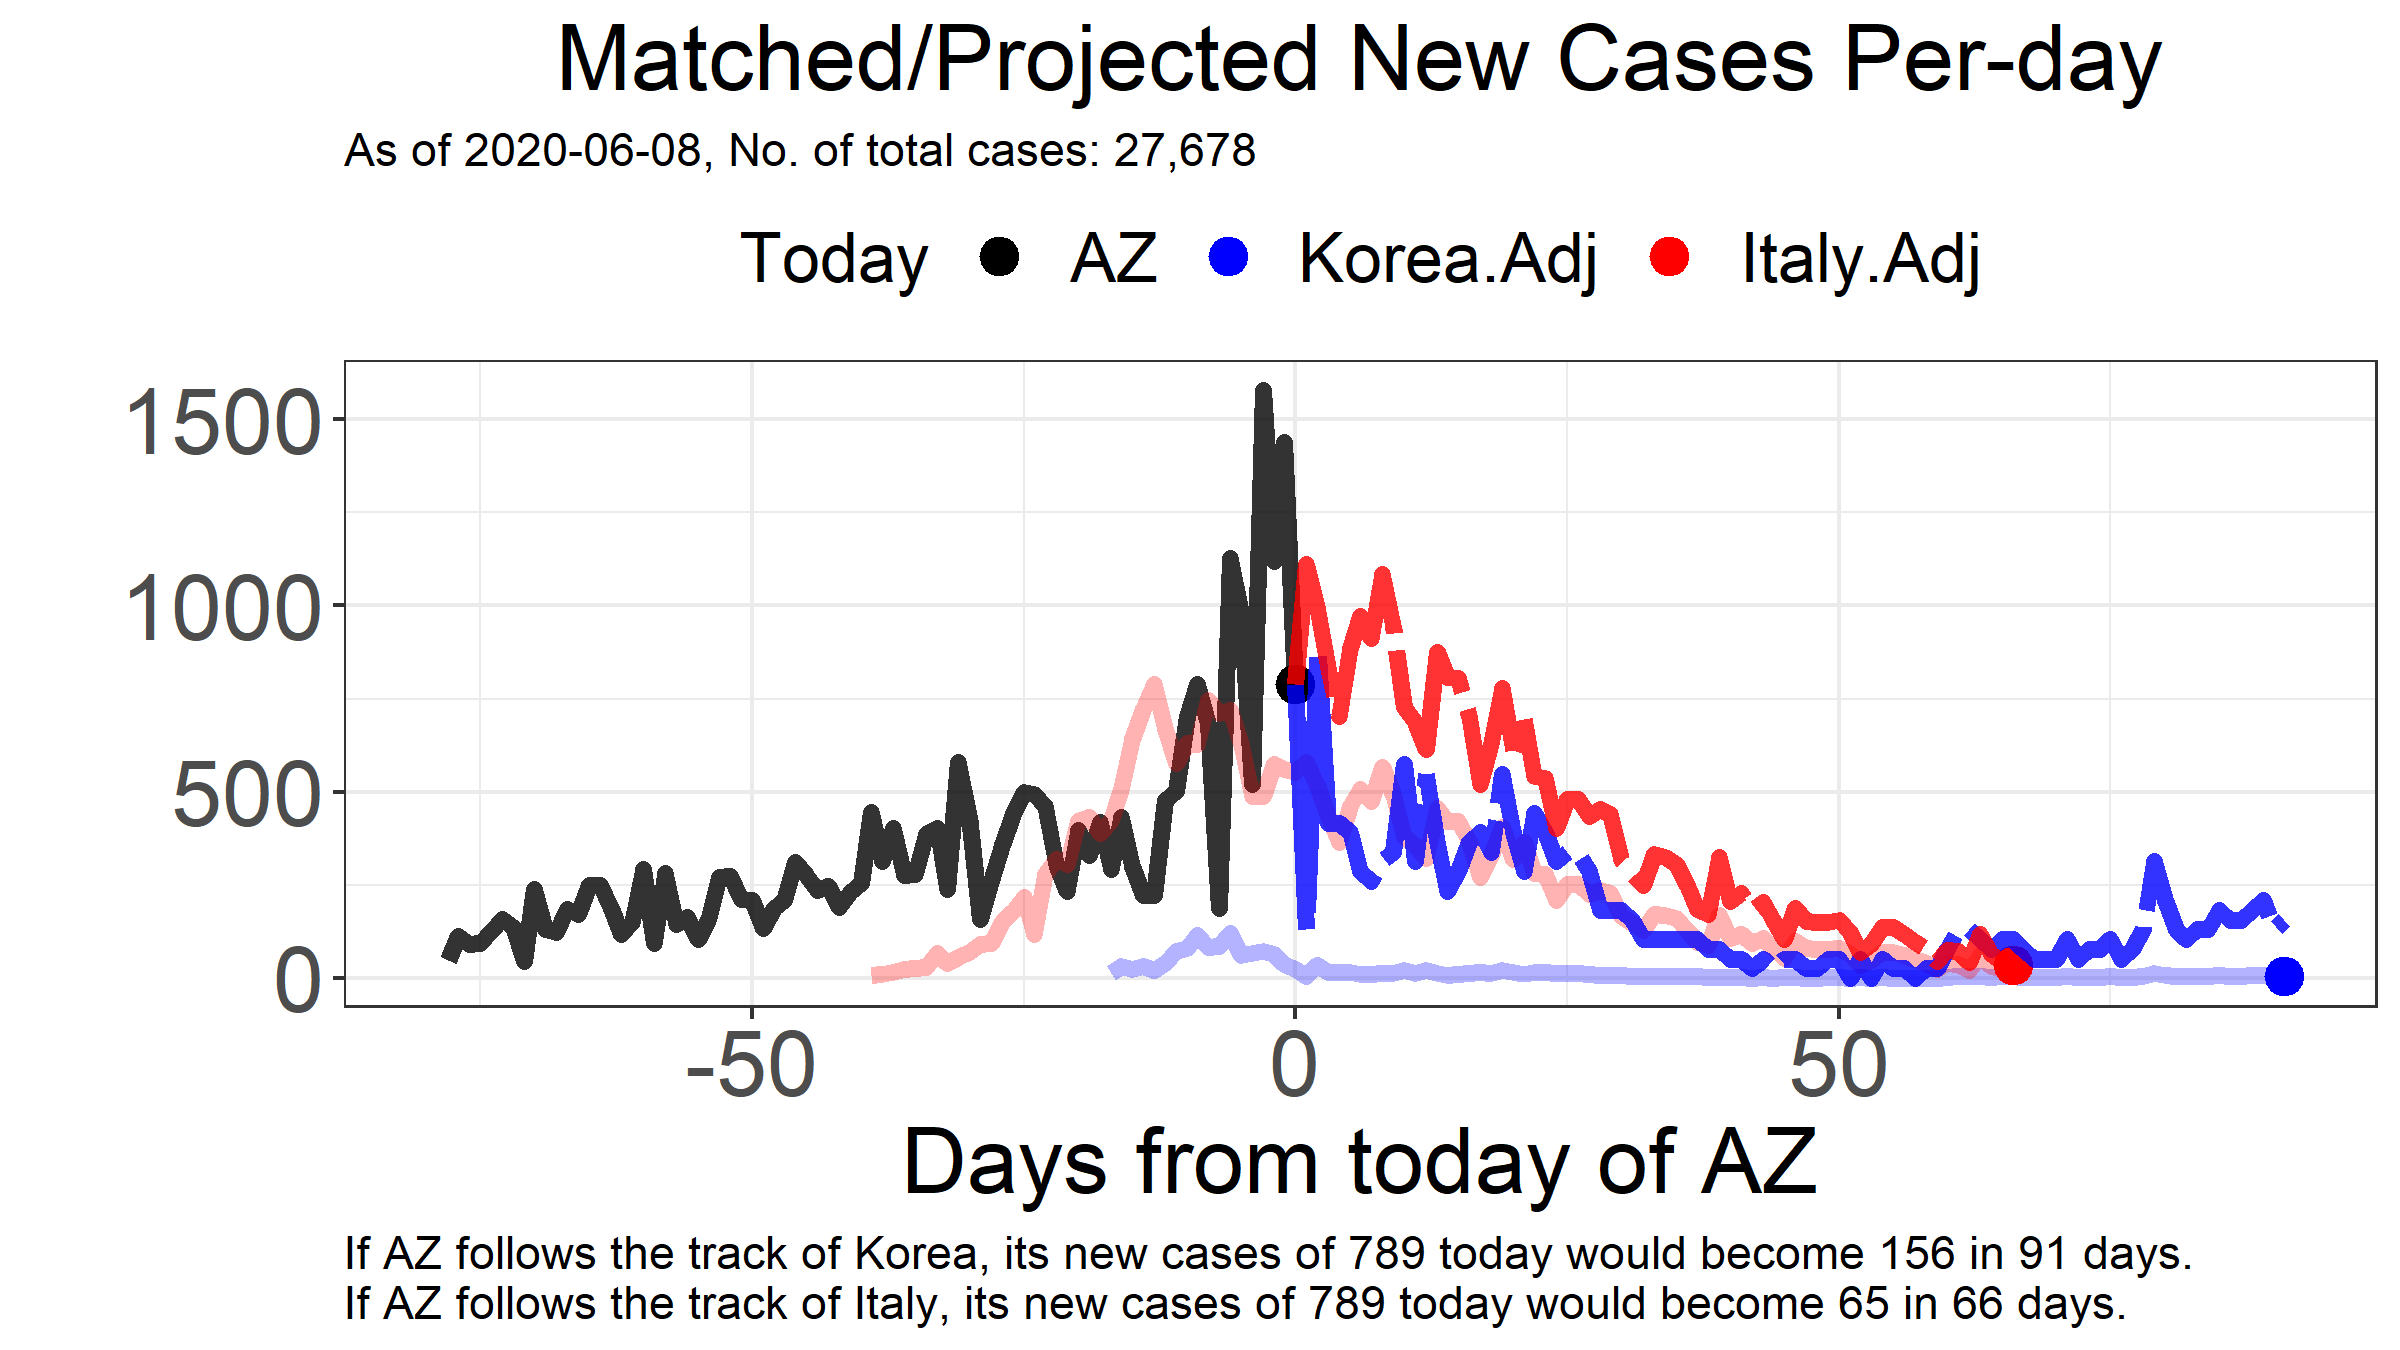 Matched/Projected New Cases Per-day
As of 2020-06-08, No. of total cases: 27,678
Today AZ Korea.Adj Italy.Adj
1500
1000
500
0
-50 0 50
Days from today of AZ
If AZ follows the track of Korea, its new cases of 789 today would become 156 in 91 days.
If AZ follows the track of Italy, its new cases of 789 today would become 65 in 66 days.